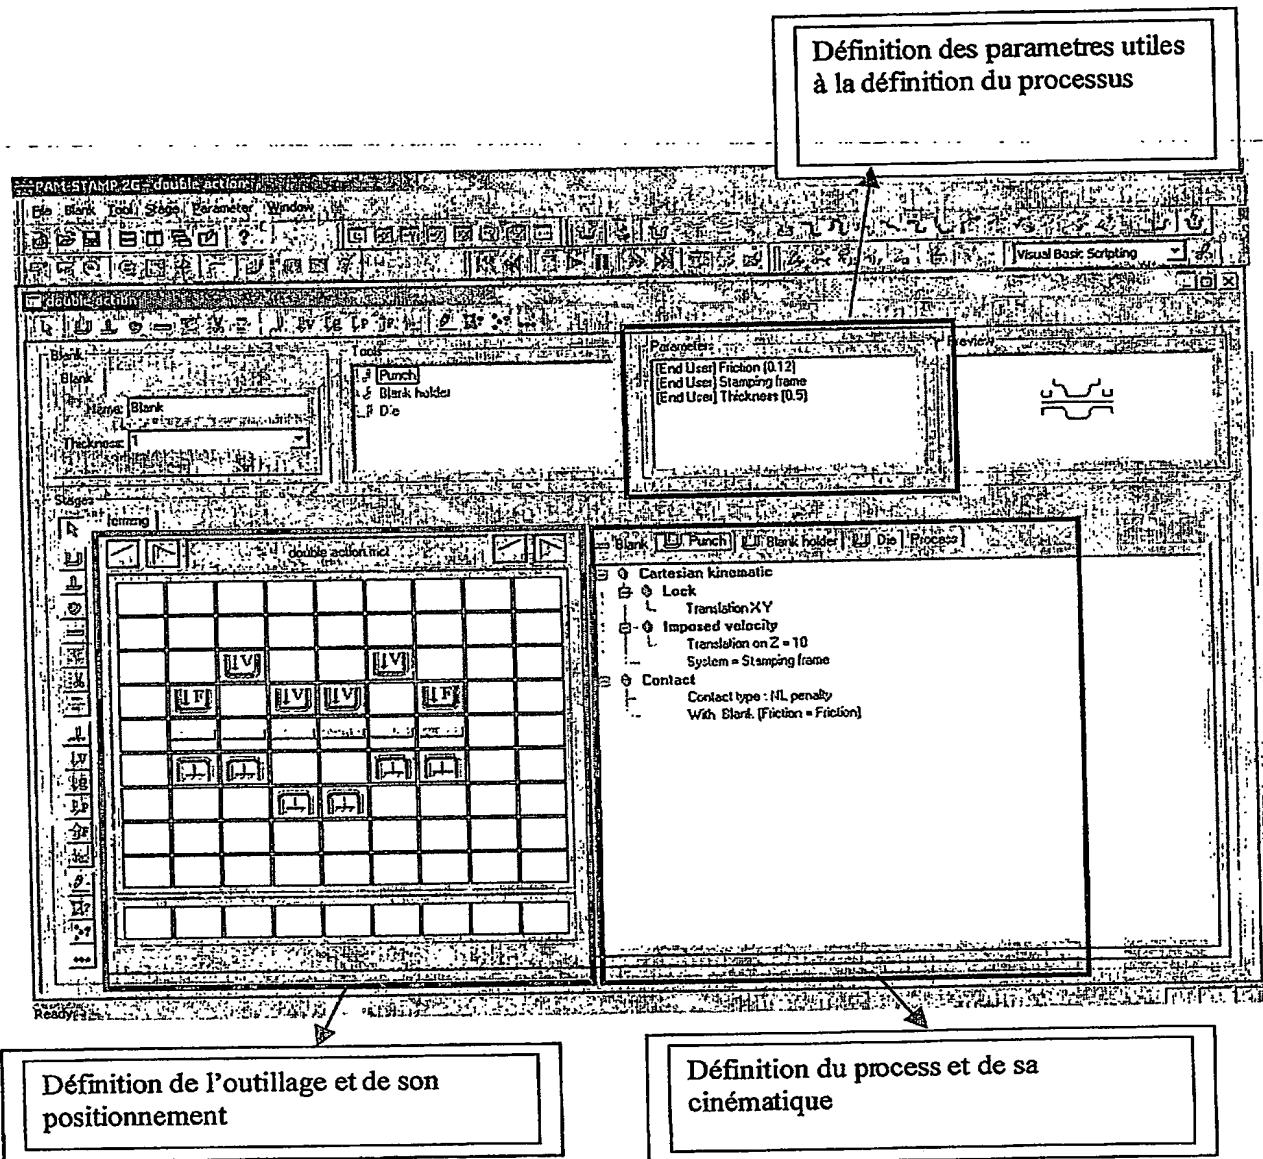 Définition des parametres utiles
à la définition du processus
PAM-STAMP 2G - double action
File Blank Tool Stage Parameter Window
Visual Basic Scripting
double action
Blank
Tools
Parameters
Preview
Blank
Name: Blank
Thickness: 1
Punch
Blank holder
Die
[End User] Friction [0.12]
[End User] Stamping frame
[End User] Thickness [0.5]
Stages
forming
double action.mcl
Blank Punch Blank holder Die Process
Cartesian kinematic
Lock
Translation XY
Imposed velocity
Translation on Z = 10
System = Stamping frame
Contact
Contact type : NL penalty
With Blank. [Friction = Friction]
V V
F V V F
Ready
Définition de l'outillage et de son
positionnement
Définition du process et de sa
cinématique